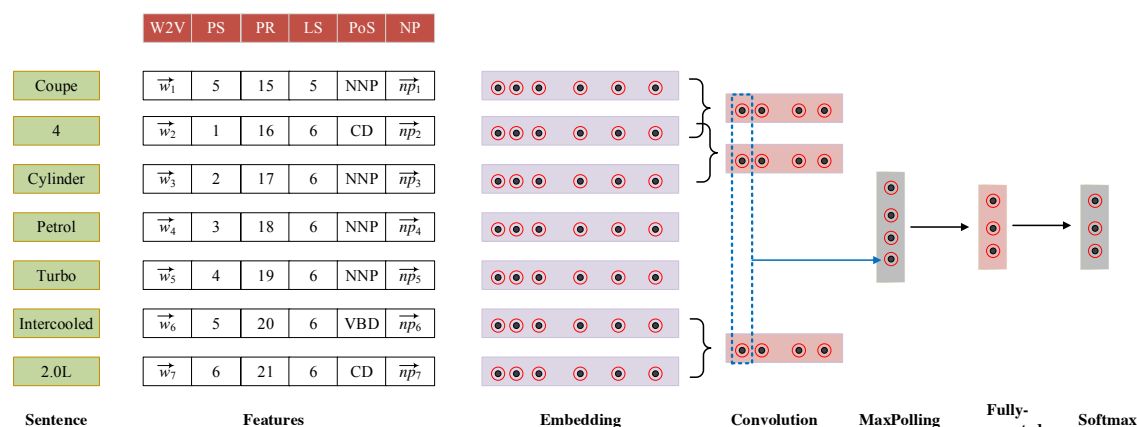 W2V PS PR LS PoS NP
Coupe w1 5 15 5 NNP np1
4 w2 1 16 6 CD np2
Cylinder w3 2 17 6 NNP np3
Petrol w4 3 18 6 NNP np4
Turbo w5 4 19 6 NNP np5
Intercooled w6 5 20 6 VBD np6
2.0L w7 6 21 6 CD np7
Sentence Features Embedding Convolution MaxPolling Fully- Softmax